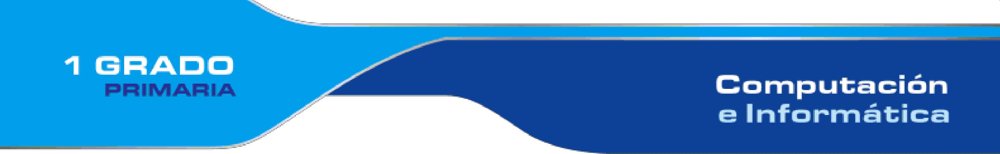 1 GRADO
PRIMARIA
Computación
e Informática